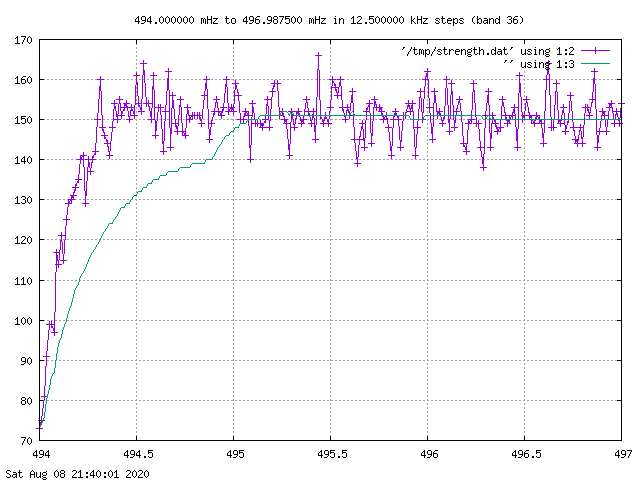 494.000000 mHz to 496.987500 mHz in 12.500000 kHz steps (band 36)
170
'/tmp/strength.dat' using 1:2
160
'' using 1:3
150
140
130
120
110
100
90
80
70
494 494.5 495 495.5 496 496.5 497
Sat Aug 08 21:40:01 2020